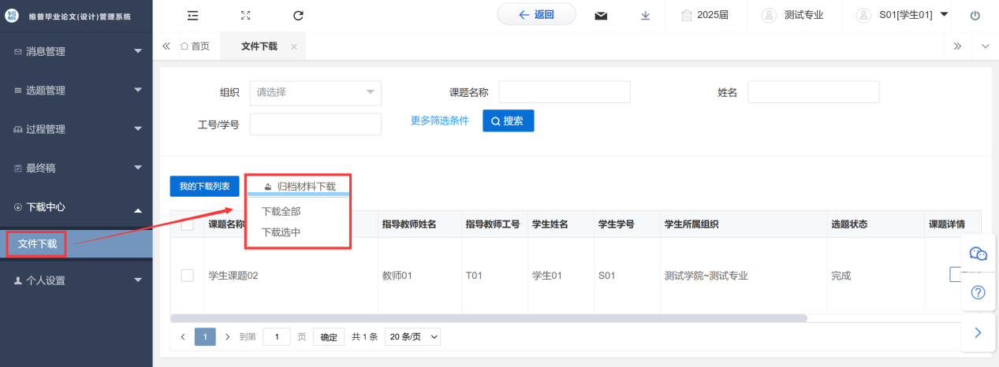 VG
MS
维普毕业论文(设计)管理系统
返回
2025届
测试专业
S01[学生01]
消息管理
选题管理
过程管理
最终稿
下载中心
文件下载
个人设置
首页
文件下载
组织
请选择
课题名称
姓名
工号/学号
更多筛选条件
搜索
我的下载列表
归档材料下载
下载全部
下载选中
课题名称 指导教师姓名 指导教师工号 学生姓名 学生学号 学生所属组织 选题状态 课题详情
学生课题02 教师01 T01 学生01 S01 测试学院~测试专业 完成
1 到第 1 页 确定 共 1 条 20 条/页